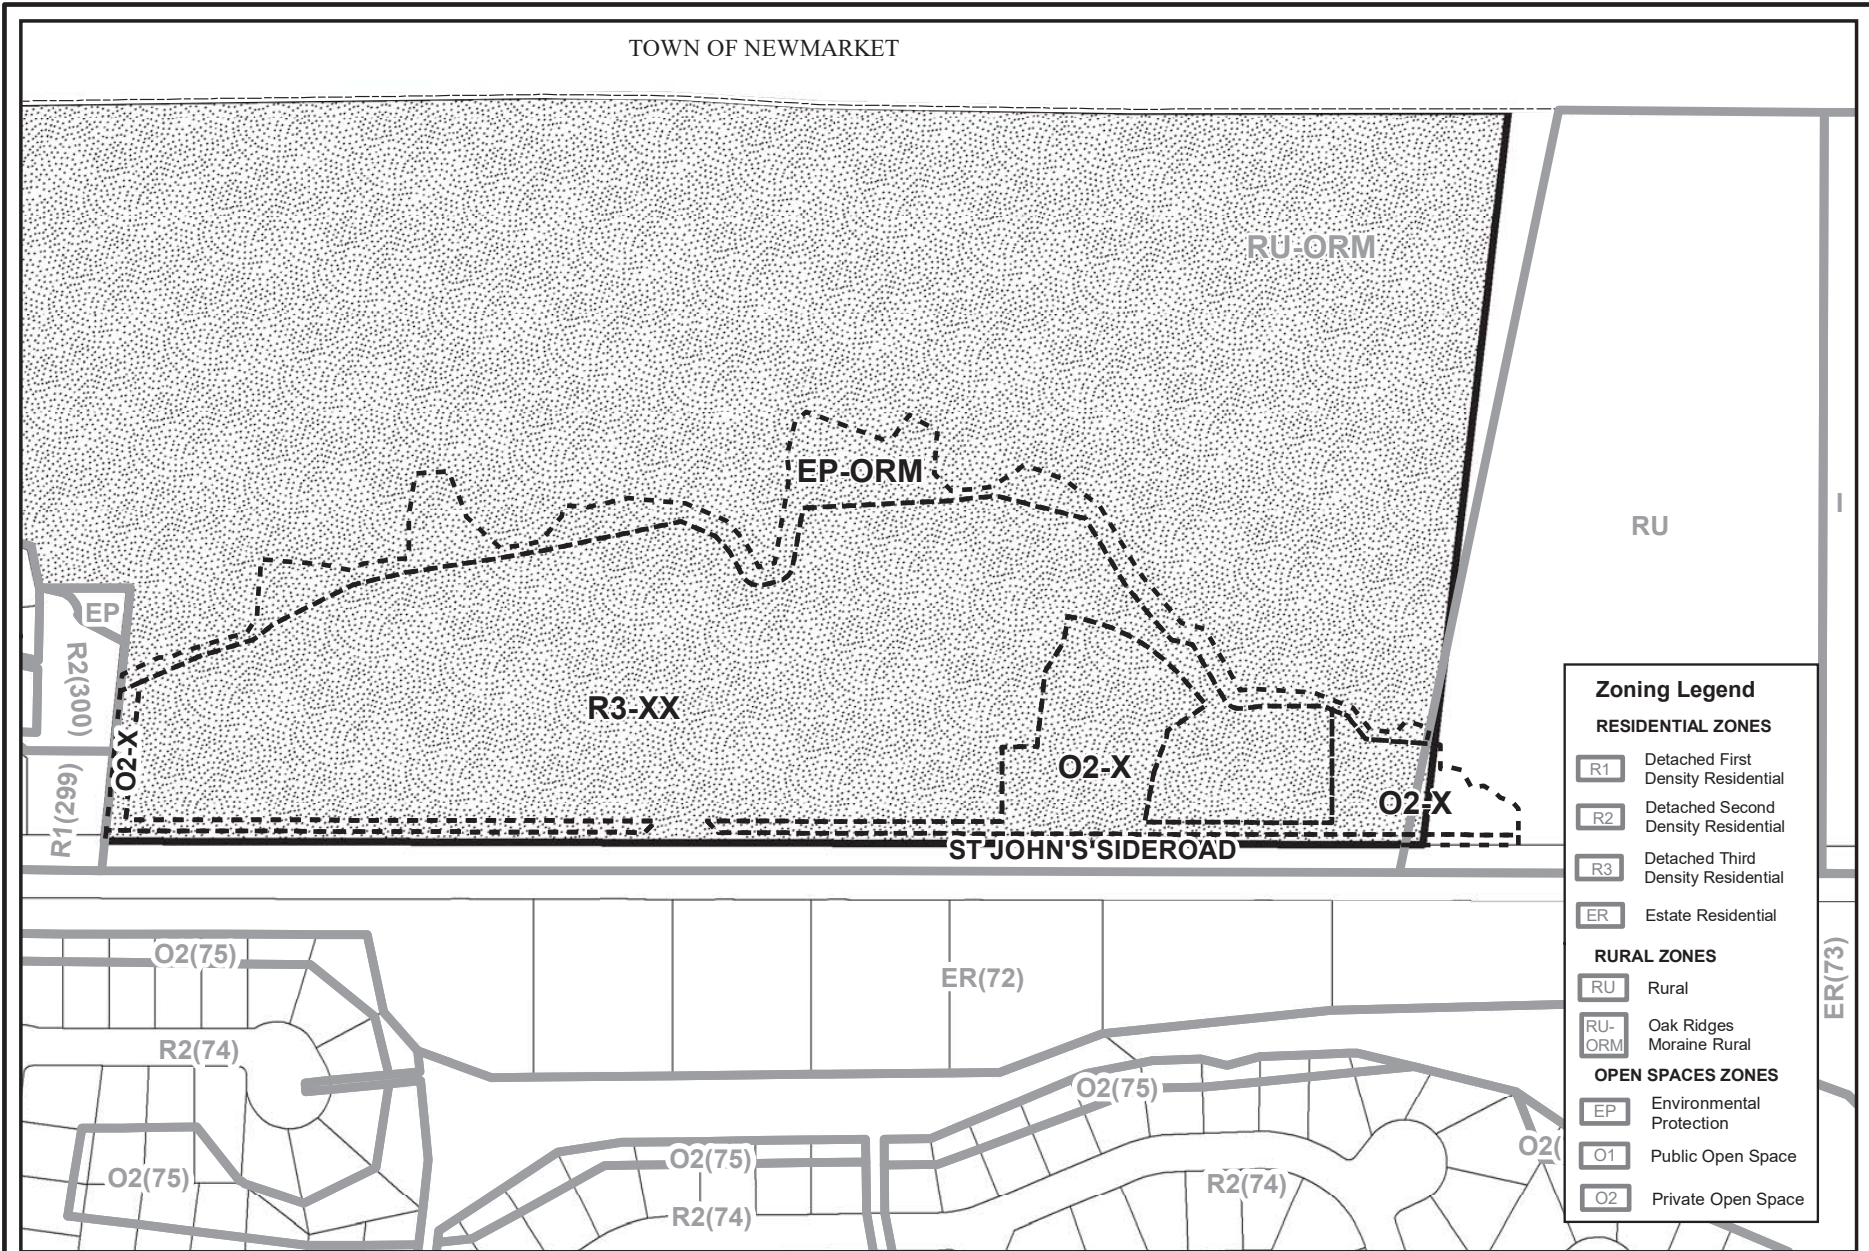 TOWN OF NEWMARKET
RU-ORM
EP-ORM
RU
I
EP
R2(300)
R3-XX
O2-X
O2-X
O2-X
R1(299)
ST JOHN'S SIDEROAD
O2(75)
ER(72)
ER(73)
R2(74)
O2(75)
O2(75)
O2(75)
R2(74)
R2(74)
O2(
Zoning Legend
RESIDENTIAL ZONES
R1
Detached First
Density Residential
R2
Detached Second
Density Residential
R3
Detached Third
Density Residential
ER
Estate Residential
RURAL ZONES
RU
Rural
RU-
ORM
Oak Ridges
Moraine Rural
OPEN SPACES ZONES
EP
Environmental
Protection
O1
Public Open Space
O2
Private Open Space